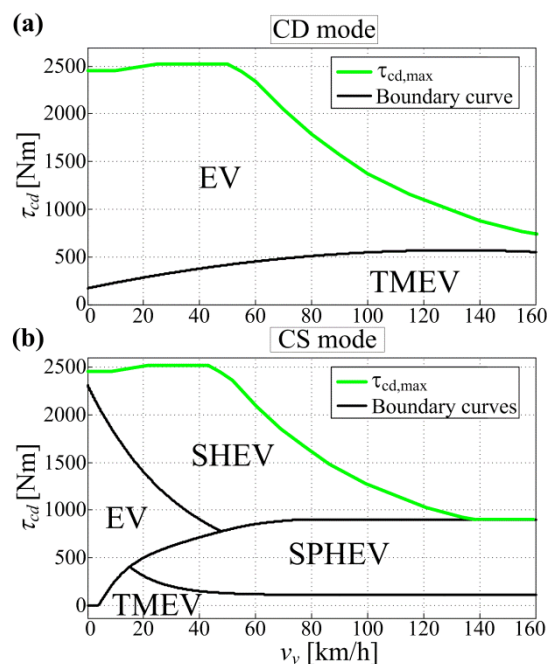 (a)
CD mode
2500
2000
1500
1000
500
0
τcd [Nm]
τcd,max
Boundary curve
EV
TMEV
0 20 40 60 80 100 120 140 160
(b)
CS mode
2500
2000
1500
1000
500
0
τcd [Nm]
τcd,max
Boundary curves
SHEV
EV
SPHEV
TMEV
0 20 40 60 80 100 120 140 160
vv [km/h]